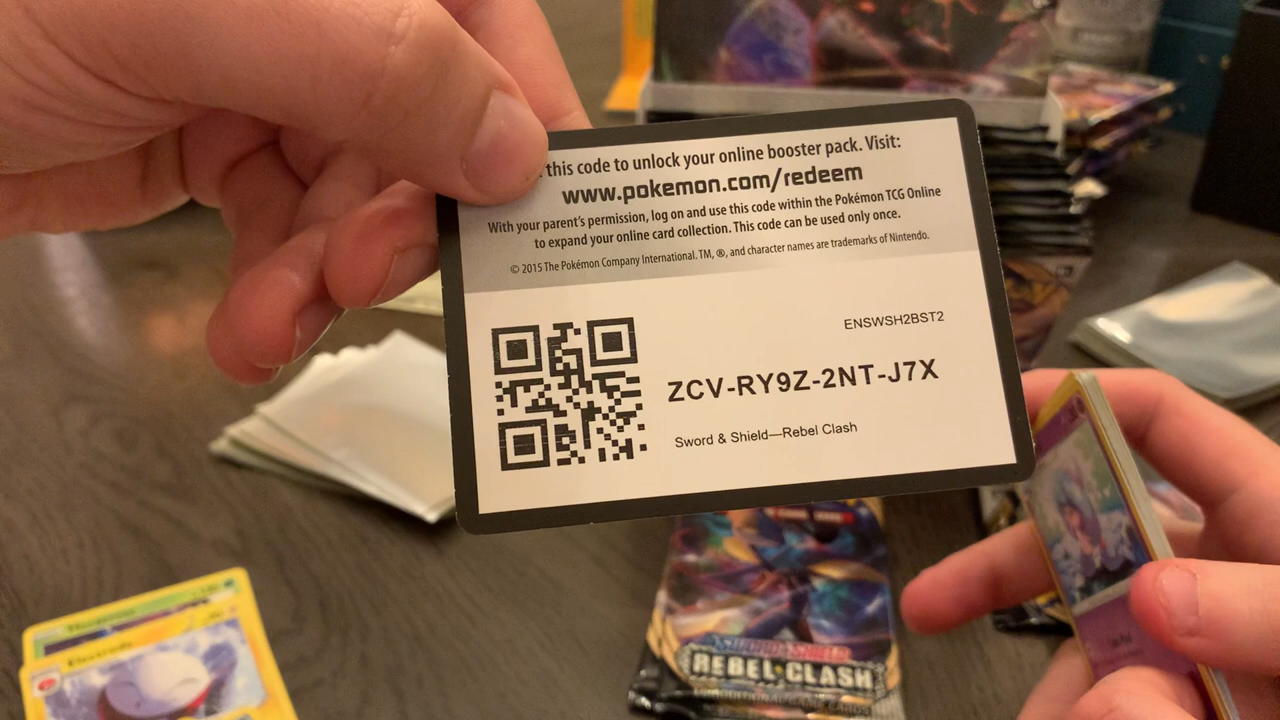 this code to unlock your online booster pack. Visit:
www.pokemon.com/redeem
With your parent's permission, log on and use this code within the Pokémon TCG Online
to expand your online card collection. This code can be used only once.
© 2015 The Pokémon Company International. TM, ®, and character names are trademarks of Nintendo.
ENSWSH2BST2
ZCV-RY9Z-2NT-J7X
Sword & Shield—Rebel Clash
Electrode
SWORD & SHIELD
REBEL CLASH